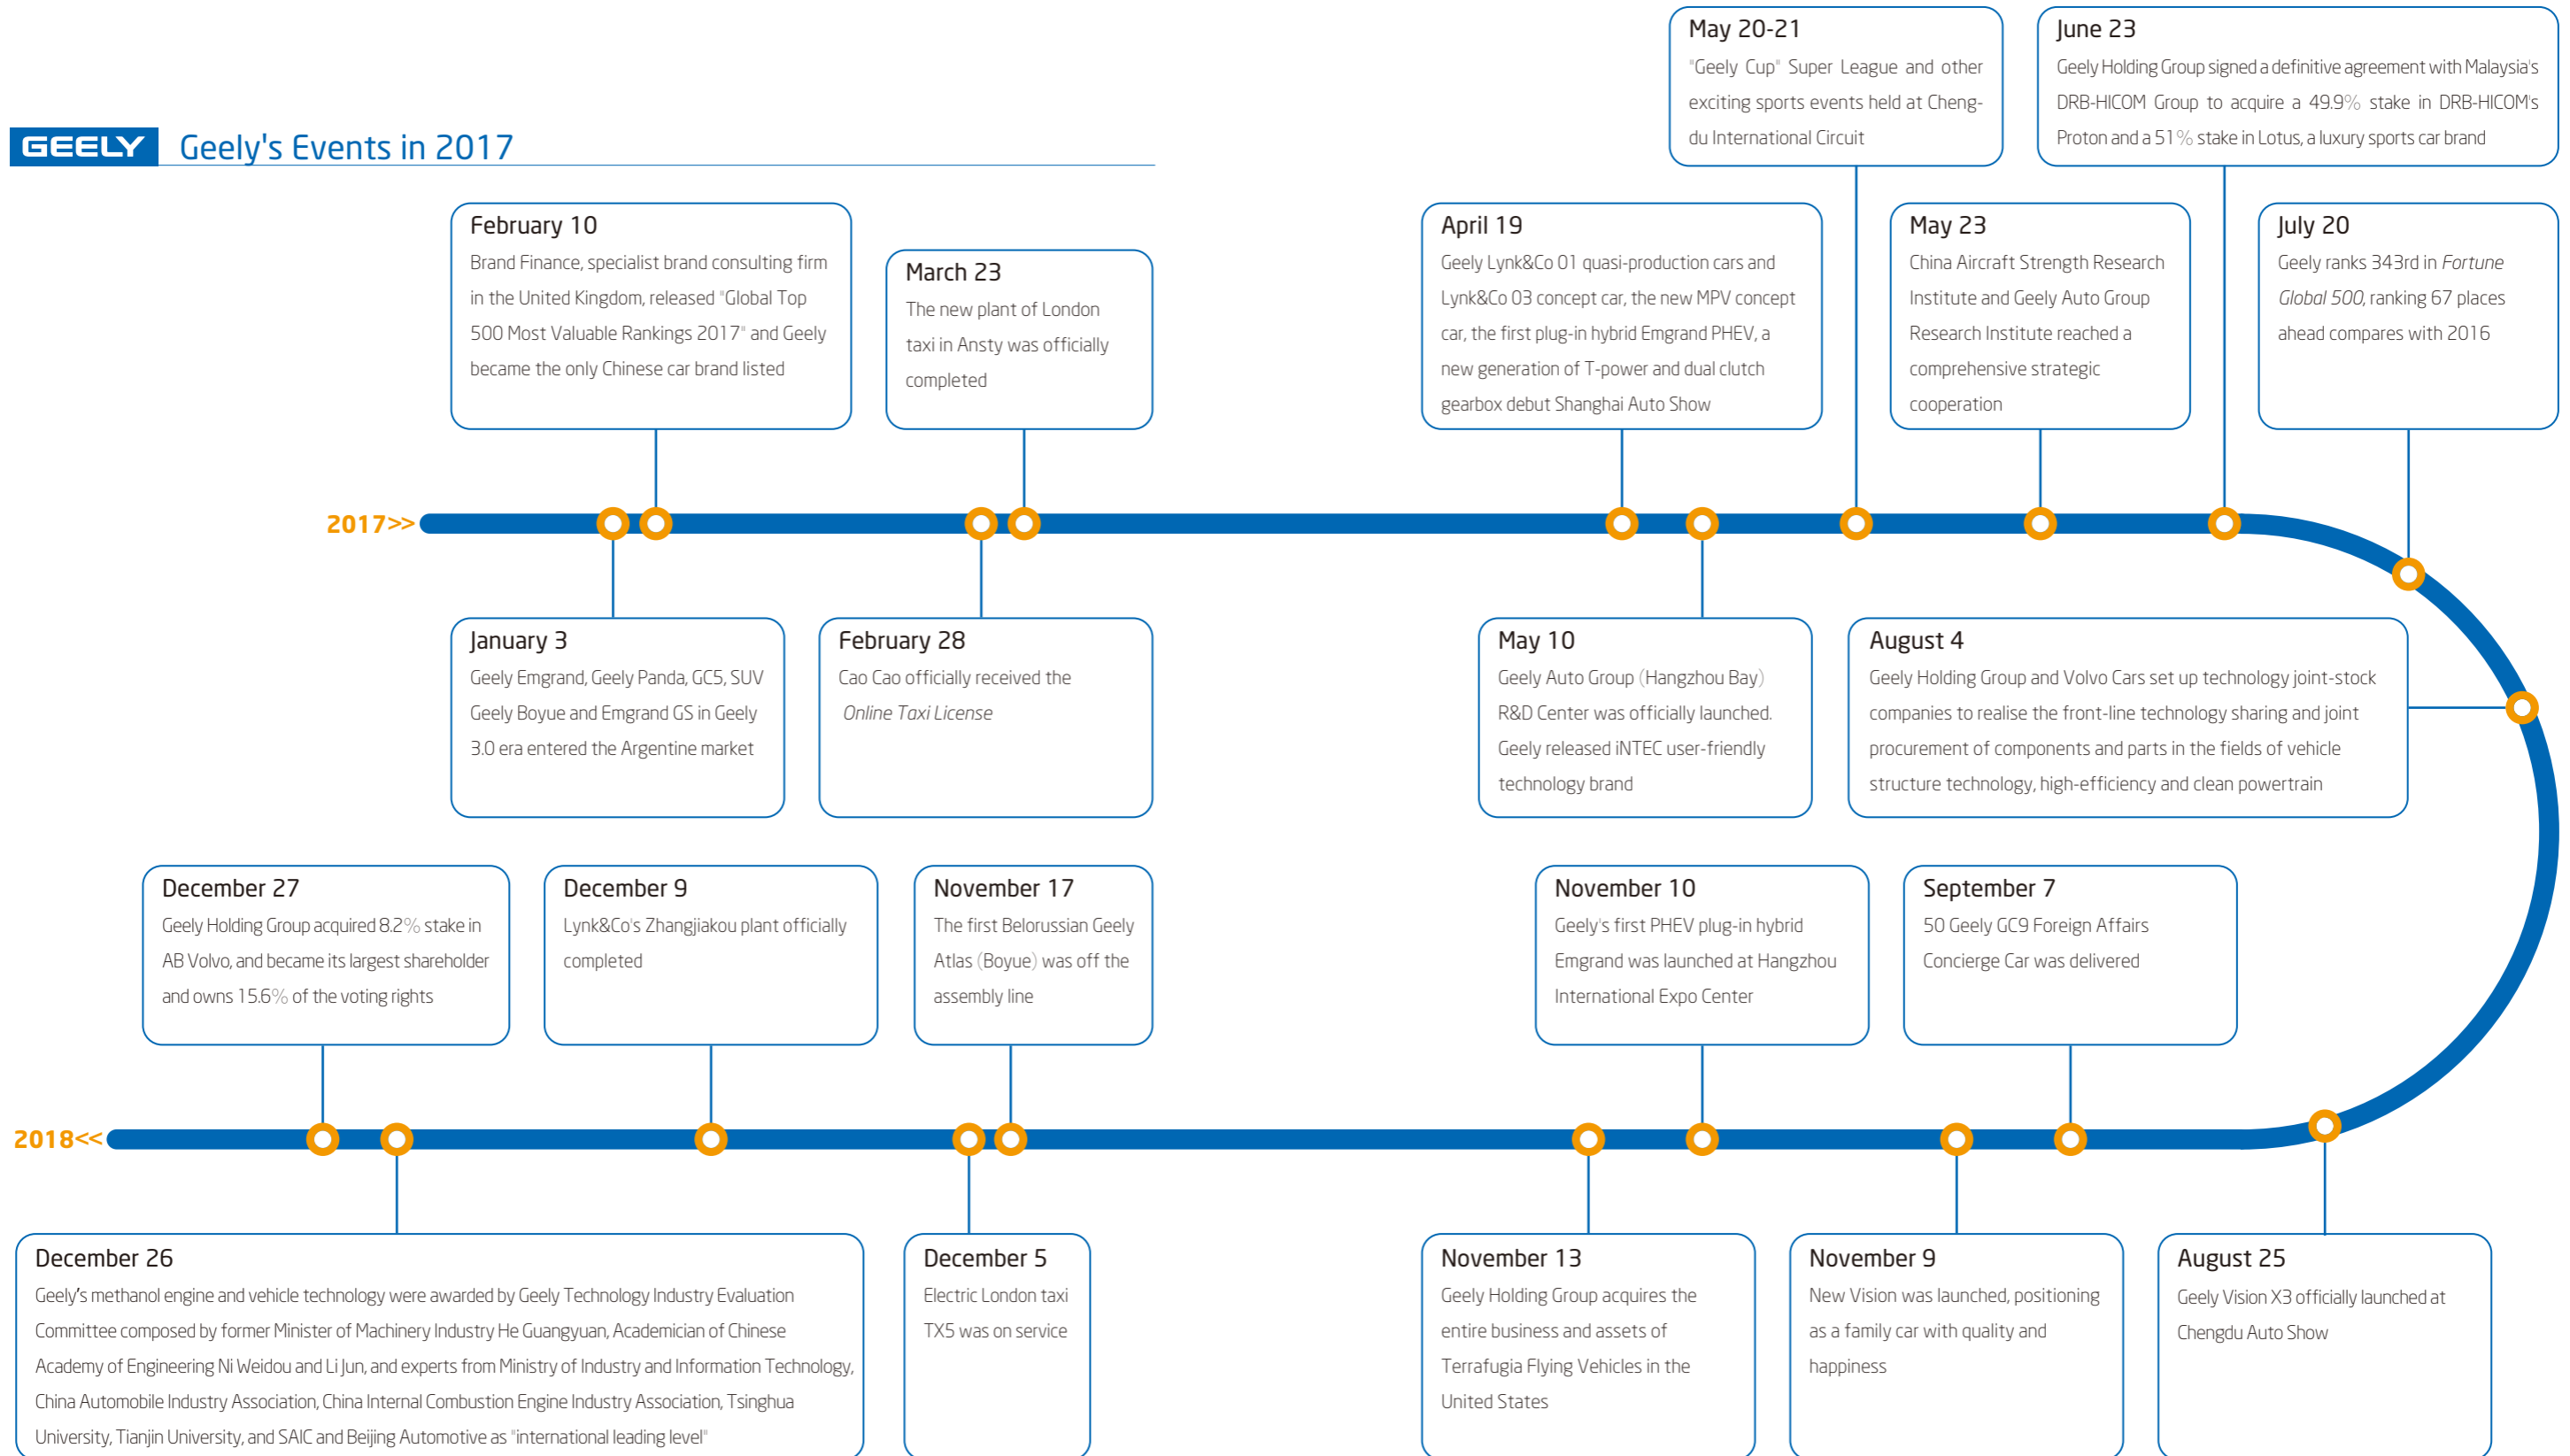 GEELY Geely's Events in 2017
2017>>
January 3
Geely Emgrand, Geely Panda, GC5, SUV
Geely Boyue and Emgrand GS in Geely
3.0 era entered the Argentine market
February 10
Brand Finance, specialist brand consulting firm
in the United Kingdom, released "Global Top
500 Most Valuable Rankings 2017" and Geely
became the only Chinese car brand listed
February 28
Cao Cao officially received the
Online Taxi License
March 23
The new plant of London
taxi in Ansty was officially
completed
April 19
Geely Lynk&Co 01 quasi-production cars and
Lynk&Co 03 concept car, the new MPV concept
car, the first plug-in hybrid Emgrand PHEV, a
new generation of T-power and dual clutch
gearbox debut Shanghai Auto Show
May 10
Geely Auto Group (Hangzhou Bay)
R&D Center was officially launched.
Geely released iNTEC user-friendly
technology brand
May 20-21
"Geely Cup" Super League and other
exciting sports events held at Cheng-
du International Circuit
May 23
China Aircraft Strength Research
Institute and Geely Auto Group
Research Institute reached a
comprehensive strategic
cooperation
June 23
Geely Holding Group signed a definitive agreement with Malaysia's
DRB-HICOM Group to acquire a 49.9% stake in DRB-HICOM's
Proton and a 51% stake in Lotus, a luxury sports car brand
July 20
Geely ranks 343rd in Fortune
Global 500, ranking 67 places
ahead compares with 2016
August 4
Geely Holding Group and Volvo Cars set up technology joint-stock
companies to realise the front-line technology sharing and joint
procurement of components and parts in the fields of vehicle
structure technology, high-efficiency and clean powertrain
August 25
Geely Vision X3 officially launched at
Chengdu Auto Show
September 7
50 Geely GC9 Foreign Affairs
Concierge Car was delivered
November 9
New Vision was launched, positioning
as a family car with quality and
happiness
November 10
Geely's first PHEV plug-in hybrid
Emgrand was launched at Hangzhou
International Expo Center
November 13
Geely Holding Group acquires the
entire business and assets of
Terrafugia Flying Vehicles in the
United States
November 17
The first Belorussian Geely
Atlas (Boyue) was off the
assembly line
December 5
Electric London taxi
TX5 was on service
December 9
Lynk&Co's Zhangjiakou plant officially
completed
December 26
Geely's methanol engine and vehicle technology were awarded by Geely Technology Industry Evaluation
Committee composed by former Minister of Machinery Industry He Guangyuan, Academician of Chinese
Academy of Engineering Ni Weidou and Li Jun, and experts from Ministry of Industry and Information Technology,
China Automobile Industry Association, China Internal Combustion Engine Industry Association, Tsinghua
University, Tianjin University, and SAIC and Beijing Automotive as "international leading level"
December 27
Geely Holding Group acquired 8.2% stake in
AB Volvo, and became its largest shareholder
and owns 15.6% of the voting rights
2018<<